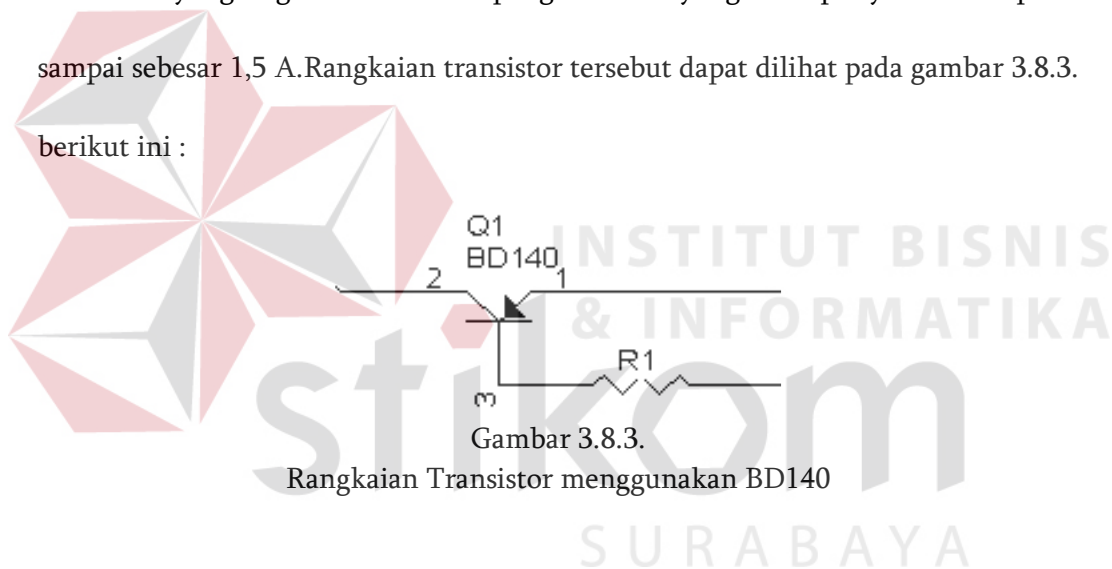 sampai sebesar 1,5 A.Rangkaian transistor tersebut dapat dilihat pada gambar 3.8.3.
berikut ini :
Q1
BD140
2
1
R1
3
Gambar 3.8.3.
Rangkaian Transistor menggunakan BD140
INSTITUT BISNIS
& INFORMATIKA
stikom
SURABAYA